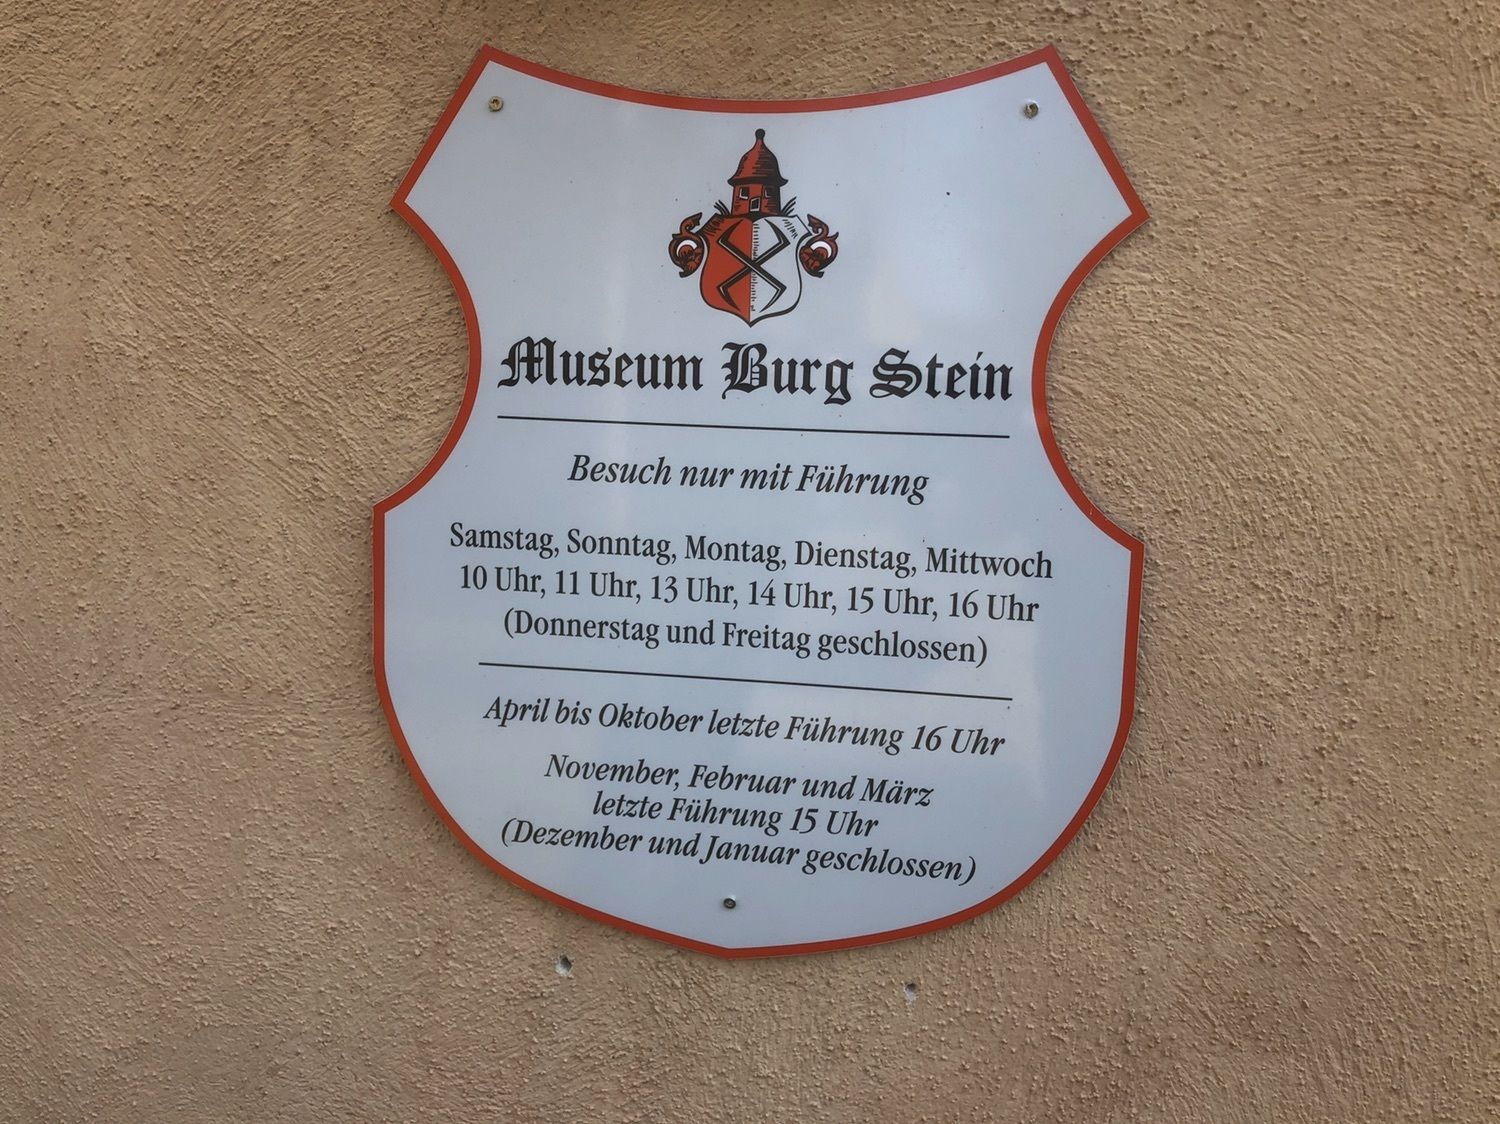 Museum Burg Stein
Besuch nur mit Führung
Samstag, Sonntag, Montag, Dienstag, Mittwoch
10 Uhr, 11 Uhr, 13 Uhr, 14 Uhr, 15 Uhr, 16 Uhr
(Donnerstag und Freitag geschlossen)
April bis Oktober letzte Führung 16 Uhr
November, Februar und März
letzte Führung 15 Uhr
(Dezember und Januar geschlossen)